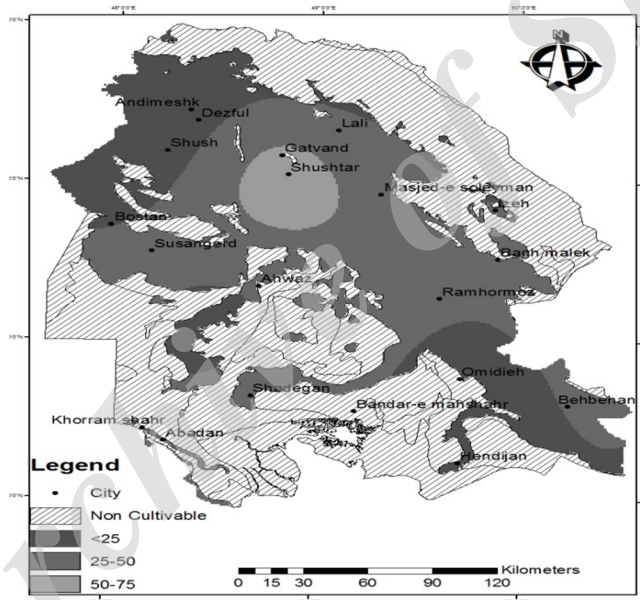 N
Andimeshk
Dezful
Lali
Shush
Gatvand
Shushtar
Masjed-e soleyman
Izeh
Bostan
Susangerd
Bagh malek
Ahwaz
Ramhormoz
Omidieh
Shadegan
Behbehan
Bandar-e mahshahr
Khorram shahr
Abadan
Hendijan
Legend
City
Non Cultivable
<25
25-50
50-75
Kilometers
0 15 30 60 90 120